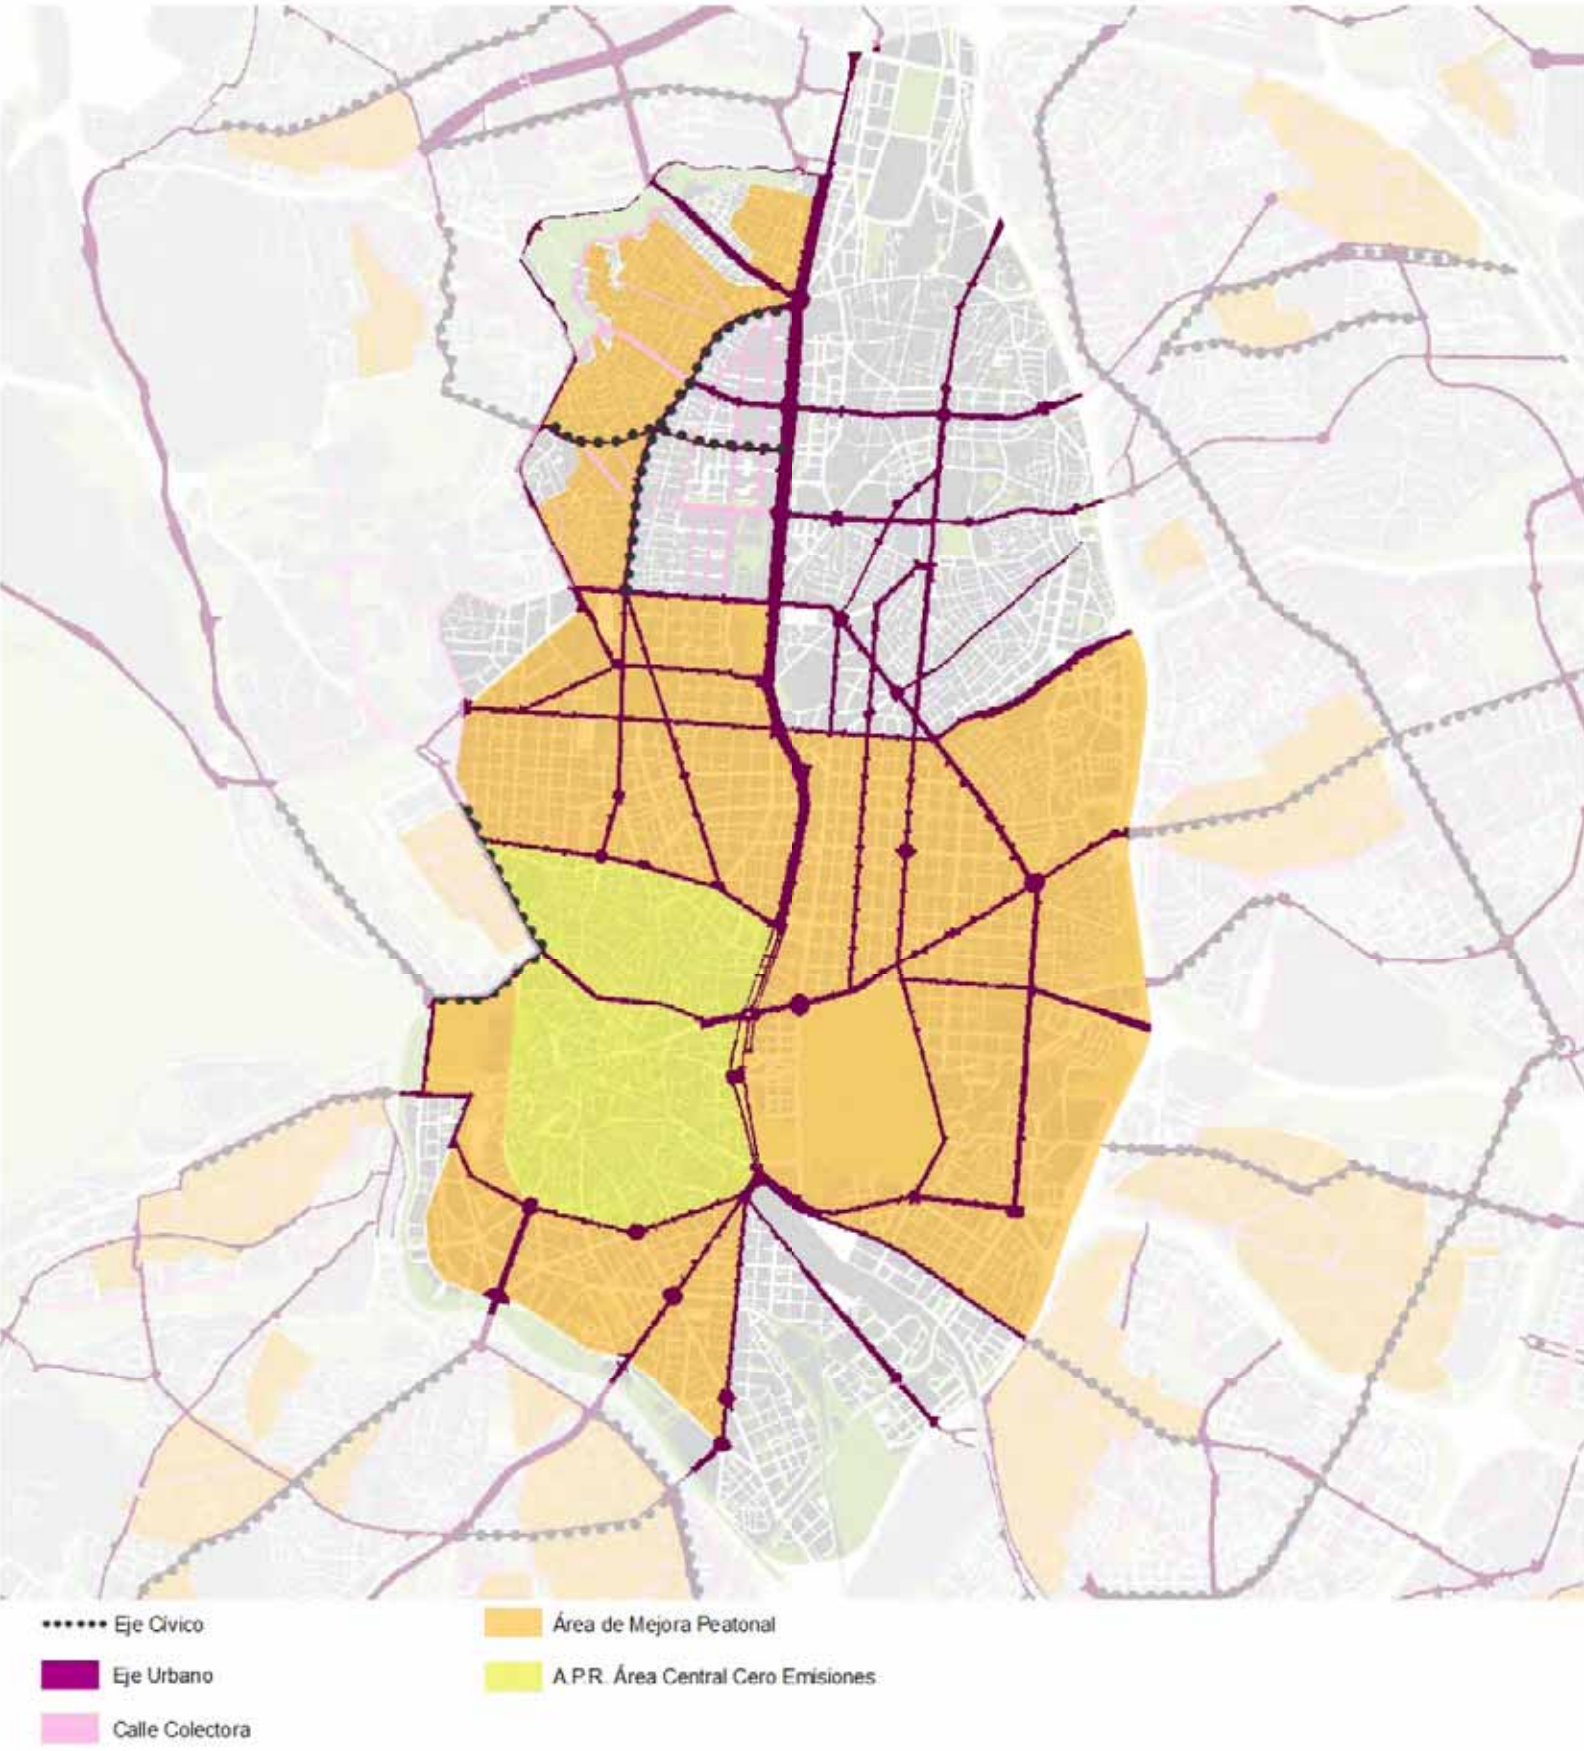 Eje Cívico
Eje Urbano
Calle Colectora
Área de Mejora Peatonal
A.P.R. Área Central Cero Emisiones